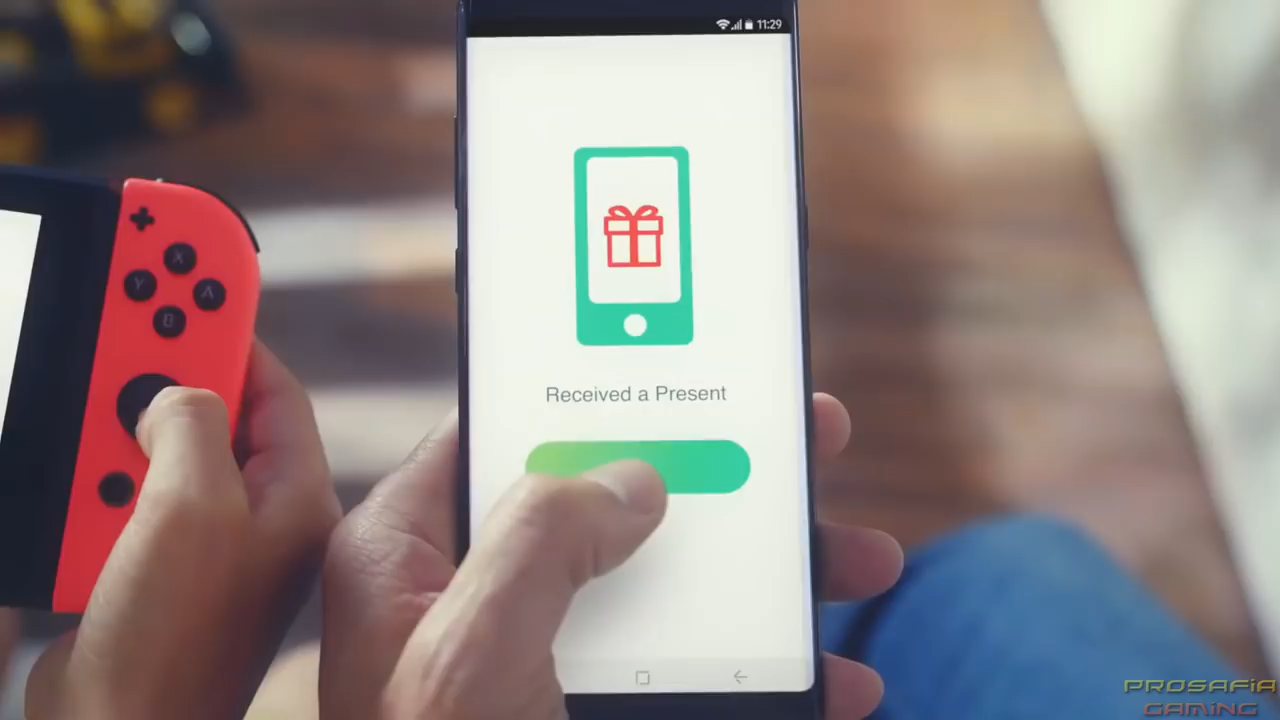 11:29
X
Y
A
B
Received a Present
PROSAFiA
GAMiNG